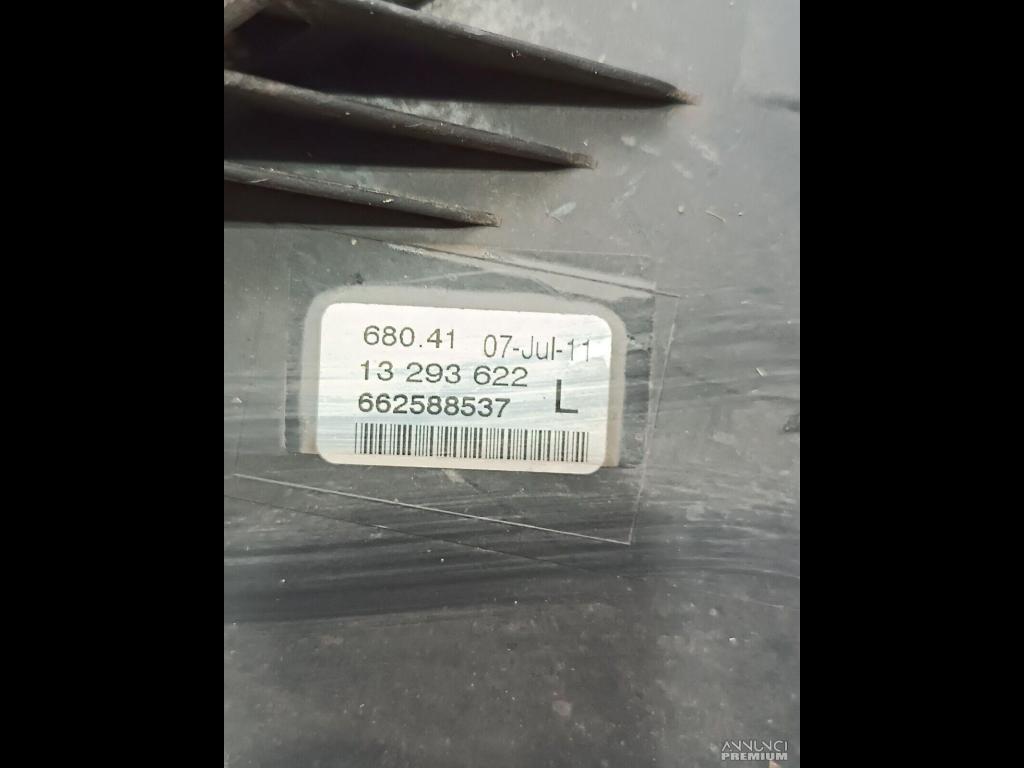 680.41 07-Jul-11
13 293 622
L
662588537
ANNUNCI
PREMIUM